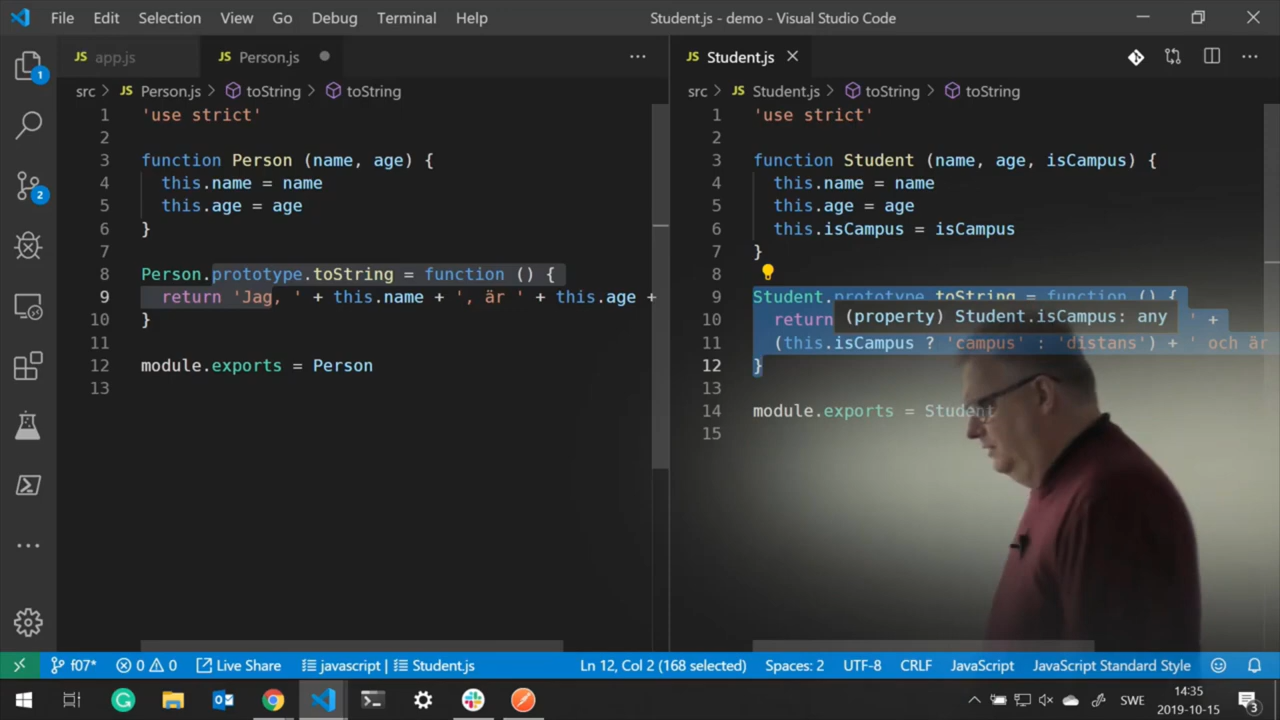 File Edit Selection View Go Debug Terminal Help Student.js - demo - Visual Studio Code
JS app.js JS Person.js
JS Student.js
src > JS Person.js > toString > toString
1 'use strict'
2
3 function Person (name, age) {
4 this.name = name
5 this.age = age
6 }
7
8 Person.prototype.toString = function () {
9 return 'Jag, ' + this.name + ', är ' + this.age +
10 }
11
12 module.exports = Person
13
src > JS Student.js > toString > toString
1 'use strict'
2
3 function Student (name, age, isCampus) {
4 this.name = name
5 this.age = age
6 this.isCampus = isCampus
7 }
8
9 Student.prototype.toString = function () {
(property) Student.isCampus: any
10 return ' +
11 (this.isCampus ? 'campus' : 'distans') + ' och är
12 }
13
14 module.exports = Student
15
1
2
f07* 0 0 Live Share javascript | Student.js Ln 12, Col 2 (168 selected) Spaces: 2 UTF-8 CRLF JavaScript JavaScript Standard Style
SWE 14:35
2019-10-15 3